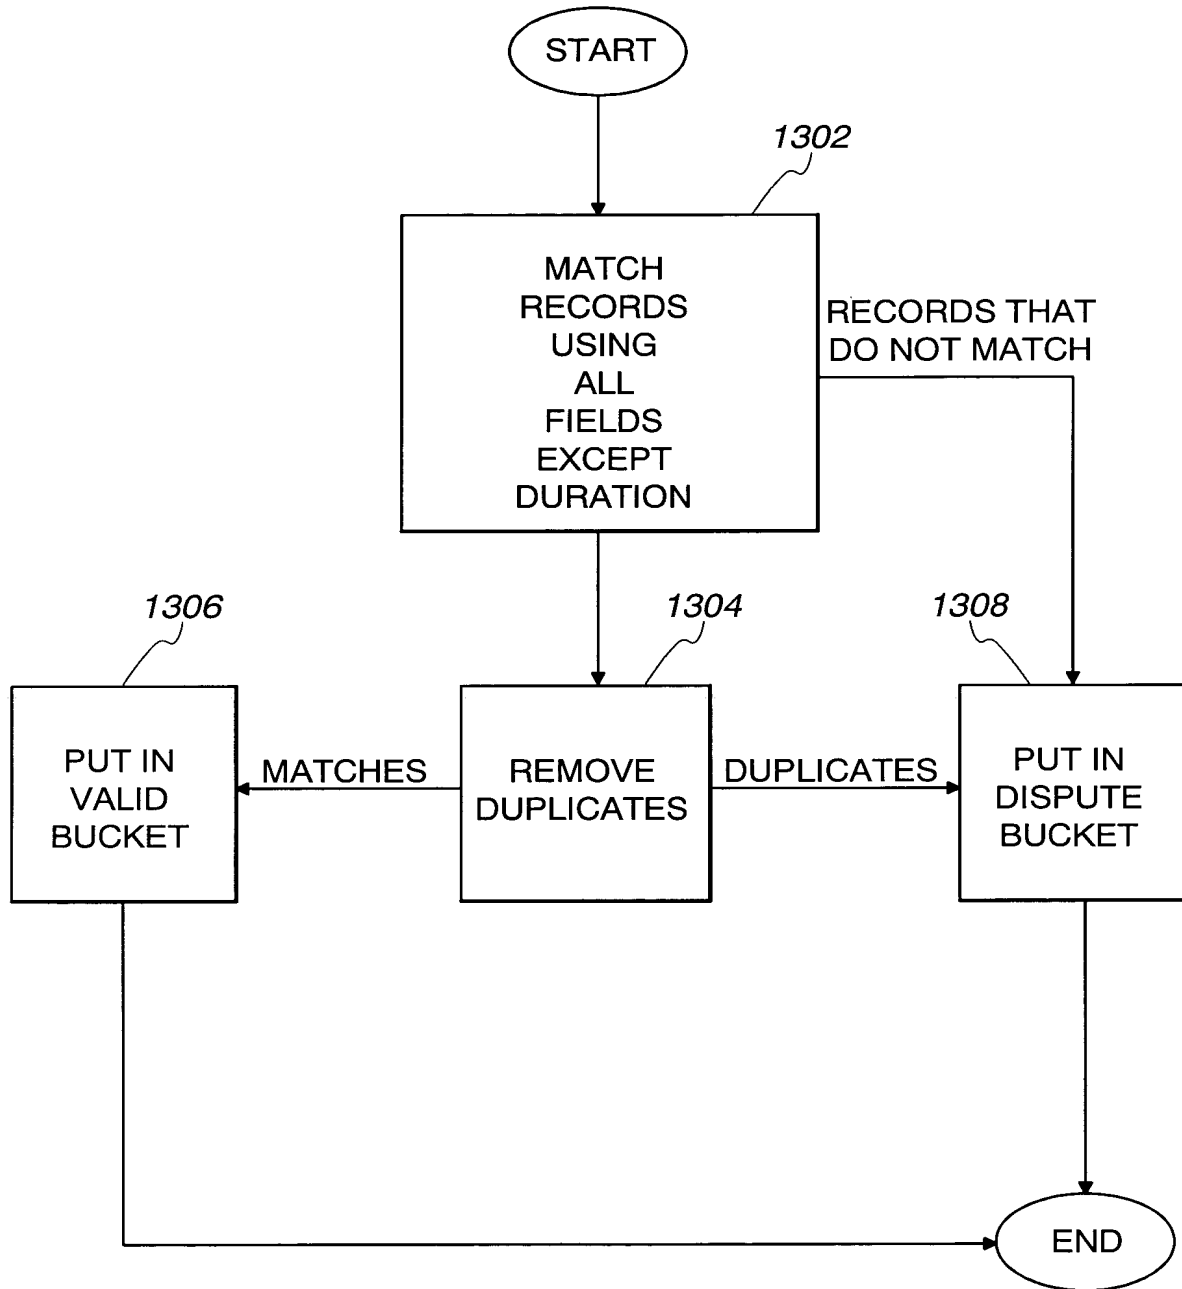 START
1302
MATCH
RECORDS
USING
ALL
FIELDS
EXCEPT
DURATION
RECORDS THAT
DO NOT MATCH
1306
1304
1308
PUT IN
VALID
BUCKET
MATCHES
REMOVE
DUPLICATES
DUPLICATES
PUT IN
DISPUTE
BUCKET
END